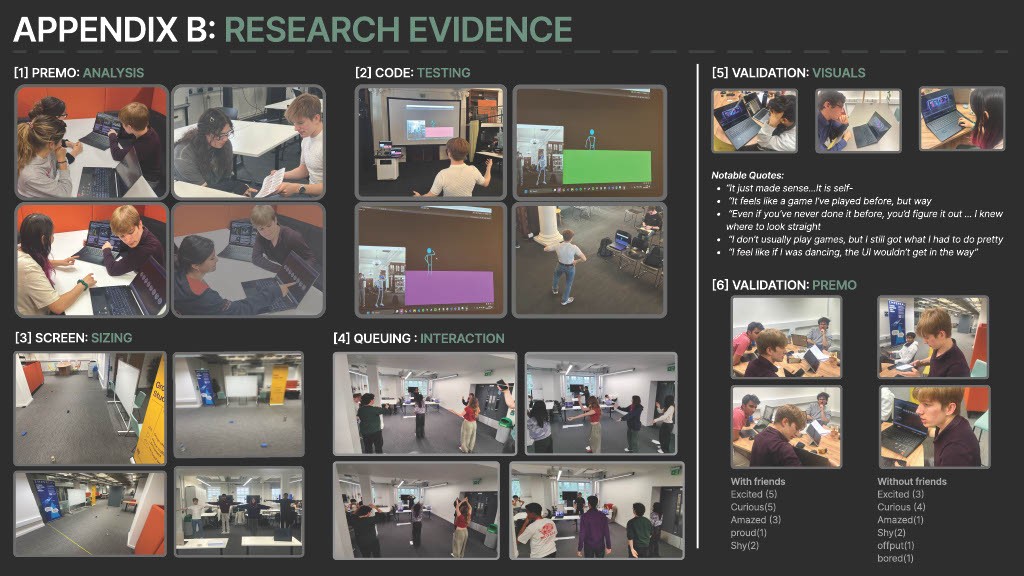 APPENDIX B: RESEARCH EVIDENCE
[1] PREMO: ANALYSIS
[2] CODE: TESTING
[3] SCREEN: SIZING
[4] QUEUING : INTERACTION
[5] VALIDATION: VISUALS
Notable Quotes:
• "It just made sense...It is self-
• "It feels like a game I've played before, but way
• "Even if you've never done it before, you'd figure it out ... I knew
where to look straight
• "I don't usually play games, but I still got what I had to do pretty
• "I feel like if I was dancing, the UI wouldn't get in the way"
[6] VALIDATION: PREMO
With friends
Excited (5)
Curious(5)
Amazed (3)
proud(1)
Shy(2)
Without friends
Excited (3)
Curious (4)
Amazed(1)
Shy(2)
offput(1)
bored(1)